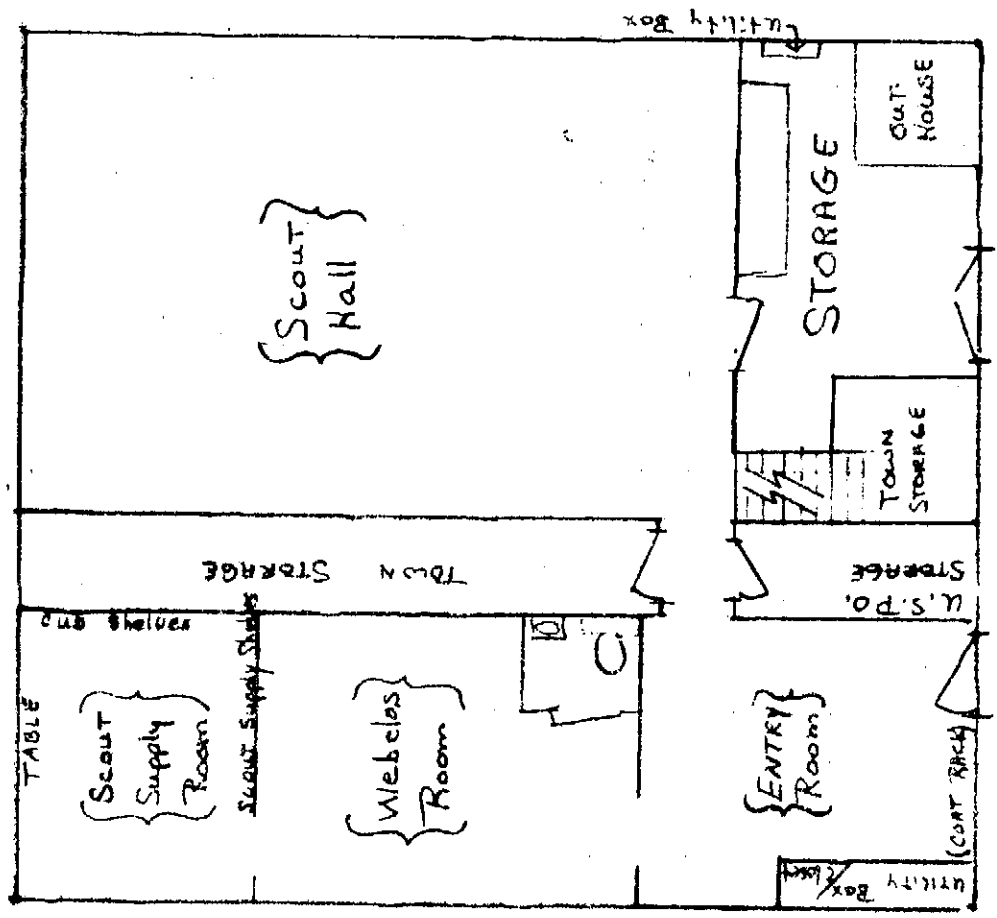 Utility Box
OUT
HOUSE
STORAGE
Scout
Hall
TOWN
STORAGE
TOWN STORAGE
U.S.P.O.
STORAGE
Cub Shelves
TABLE
Scout
Supply
Room
Scout Supply Shelves
Webelos
Room
ENTRY
Room
(COAT RACK)
UTILITY
Box
Closet